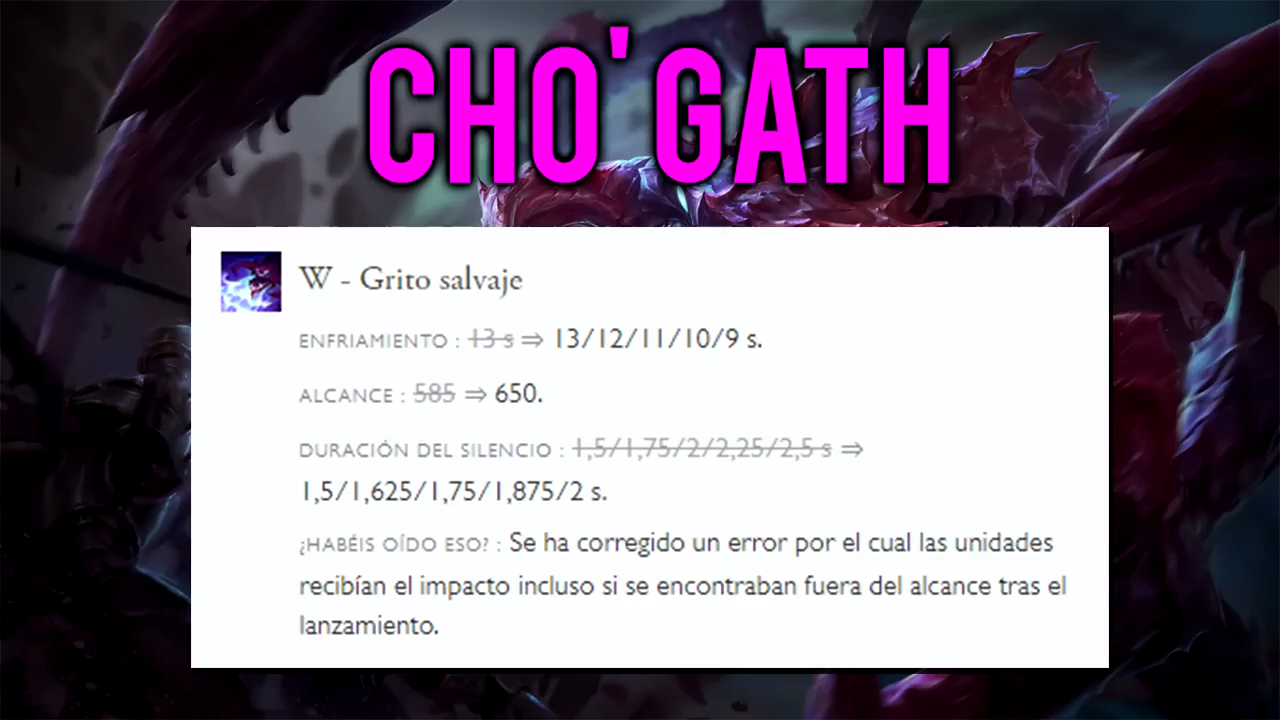 CHO'GATH
W - Grito salvaje
ENFRIAMIENTO : 13 s ⇒ 13/12/11/10/9 s.
ALCANCE : 585 ⇒ 650.
DURACIÓN DEL SILENCIO : 1,5/1,75/2/2,25/2,5 s ⇒
1,5/1,625/1,75/1,875/2 s.
¿HABÉIS OÍDO ESO? : Se ha corregido un error por el cual las unidades
recibían el impacto incluso si se encontraban fuera del alcance tras el
lanzamiento.